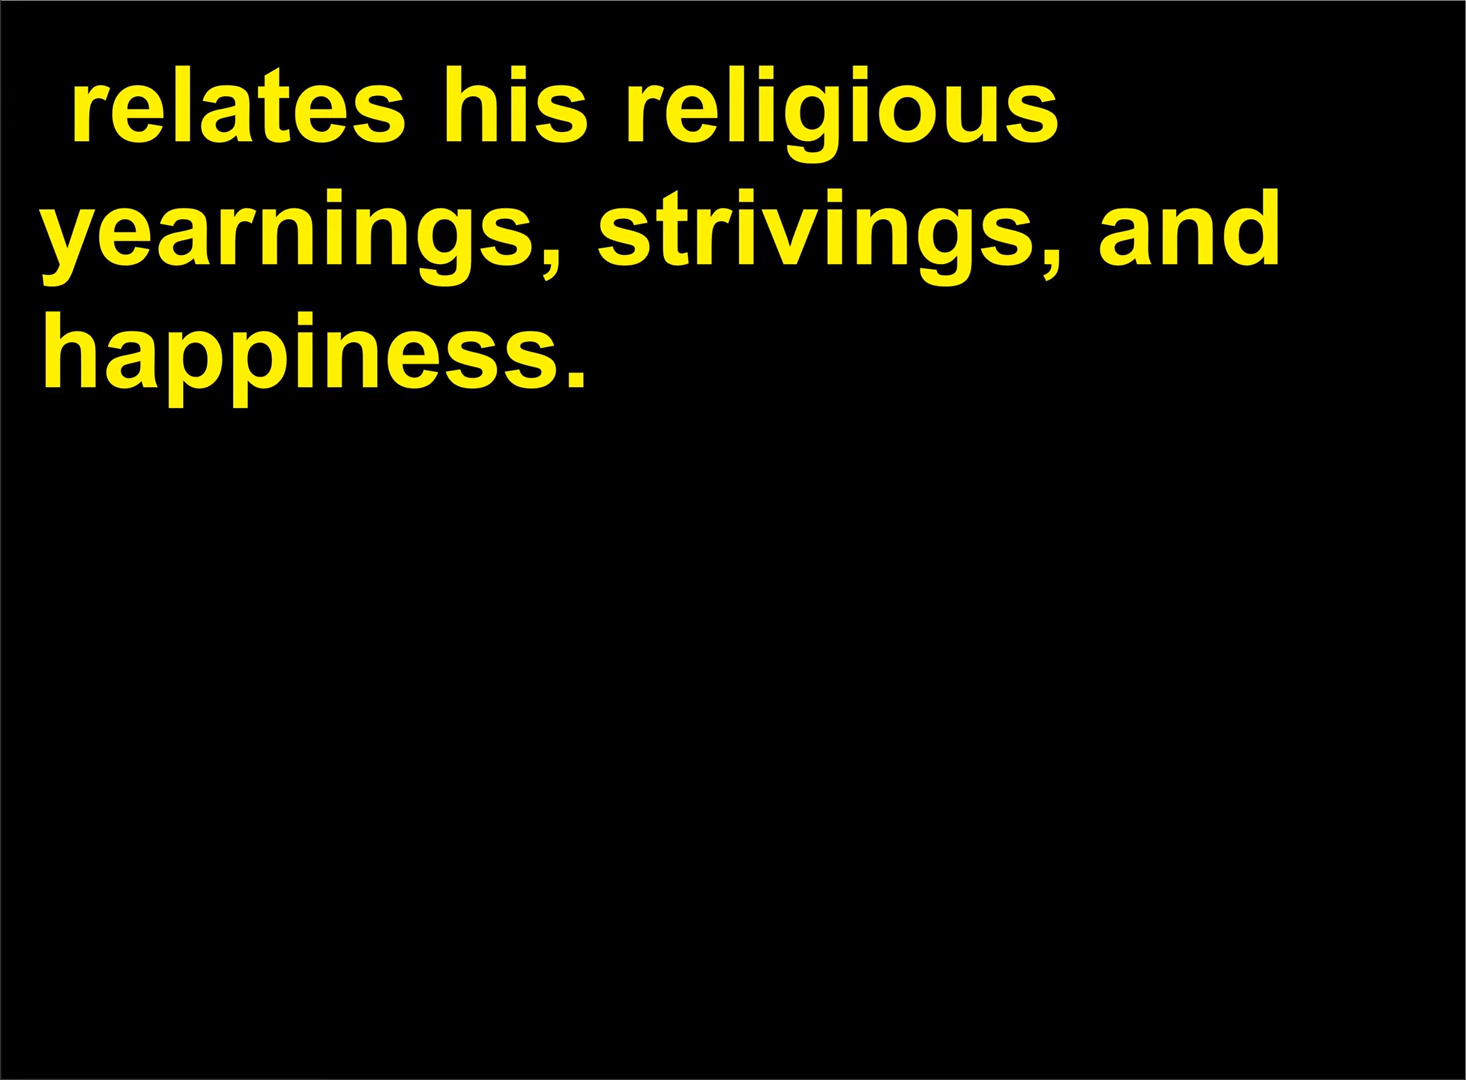 relates his religious
yearnings, strivings, and
happiness.